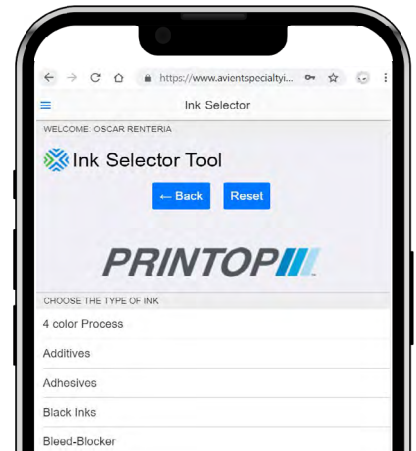 https://www.avientspecialtyi...
Ink Selector
WELCOME: OSCAR RENTERIA
Ink Selector Tool
← Back Reset
PRINTOP
CHOOSE THE TYPE OF INK
4 color Process
Additives
Adhesives
Black Inks
Bleed-Blocker